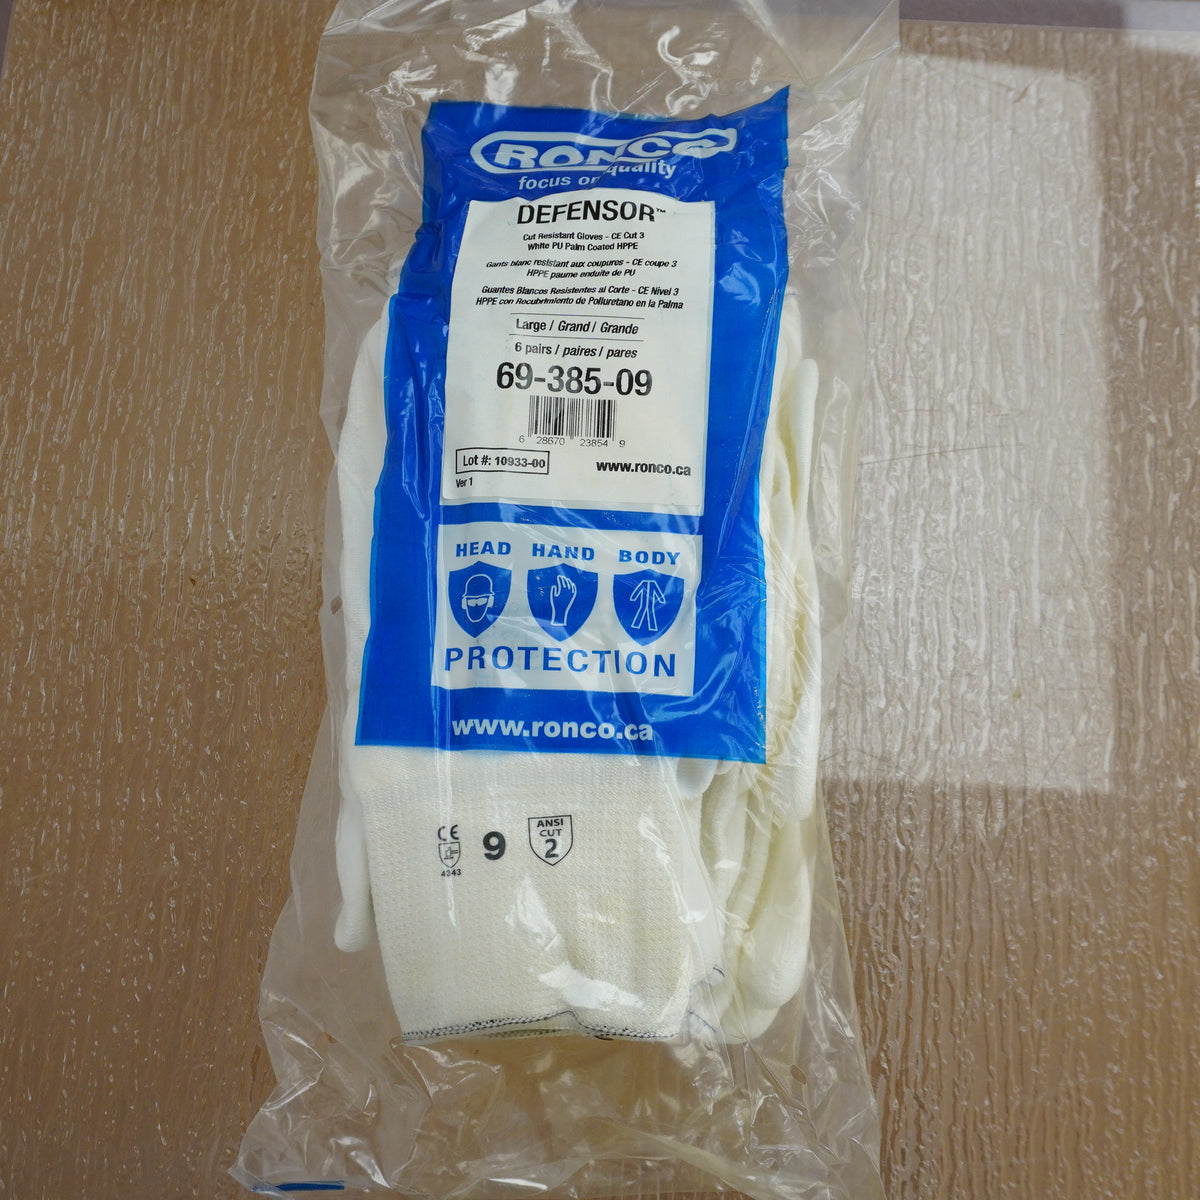 RONCO
focus on quality
DEFENSOR™
Cut Resistant Gloves - CE Cut 3
White PU Palm Coated HPPE
Gants blanc resistant aux coupures - CE coupe 3
HPPE paume enduite de PU
Guantes Blancos Resistentes al Corte - CE Nivel 3
HPPE con Recubrimiento de Poliuretano en la Palma
Large / Grand / Grande
6 pairs / paires / pares
69-385-09
6 28670 23854 9
Lot #: 10933-00
www.ronco.ca
Ver 1
HEAD HAND BODY
PROTECTION
www.ronco.ca
CE
4343
9
ANSI
CUT
2